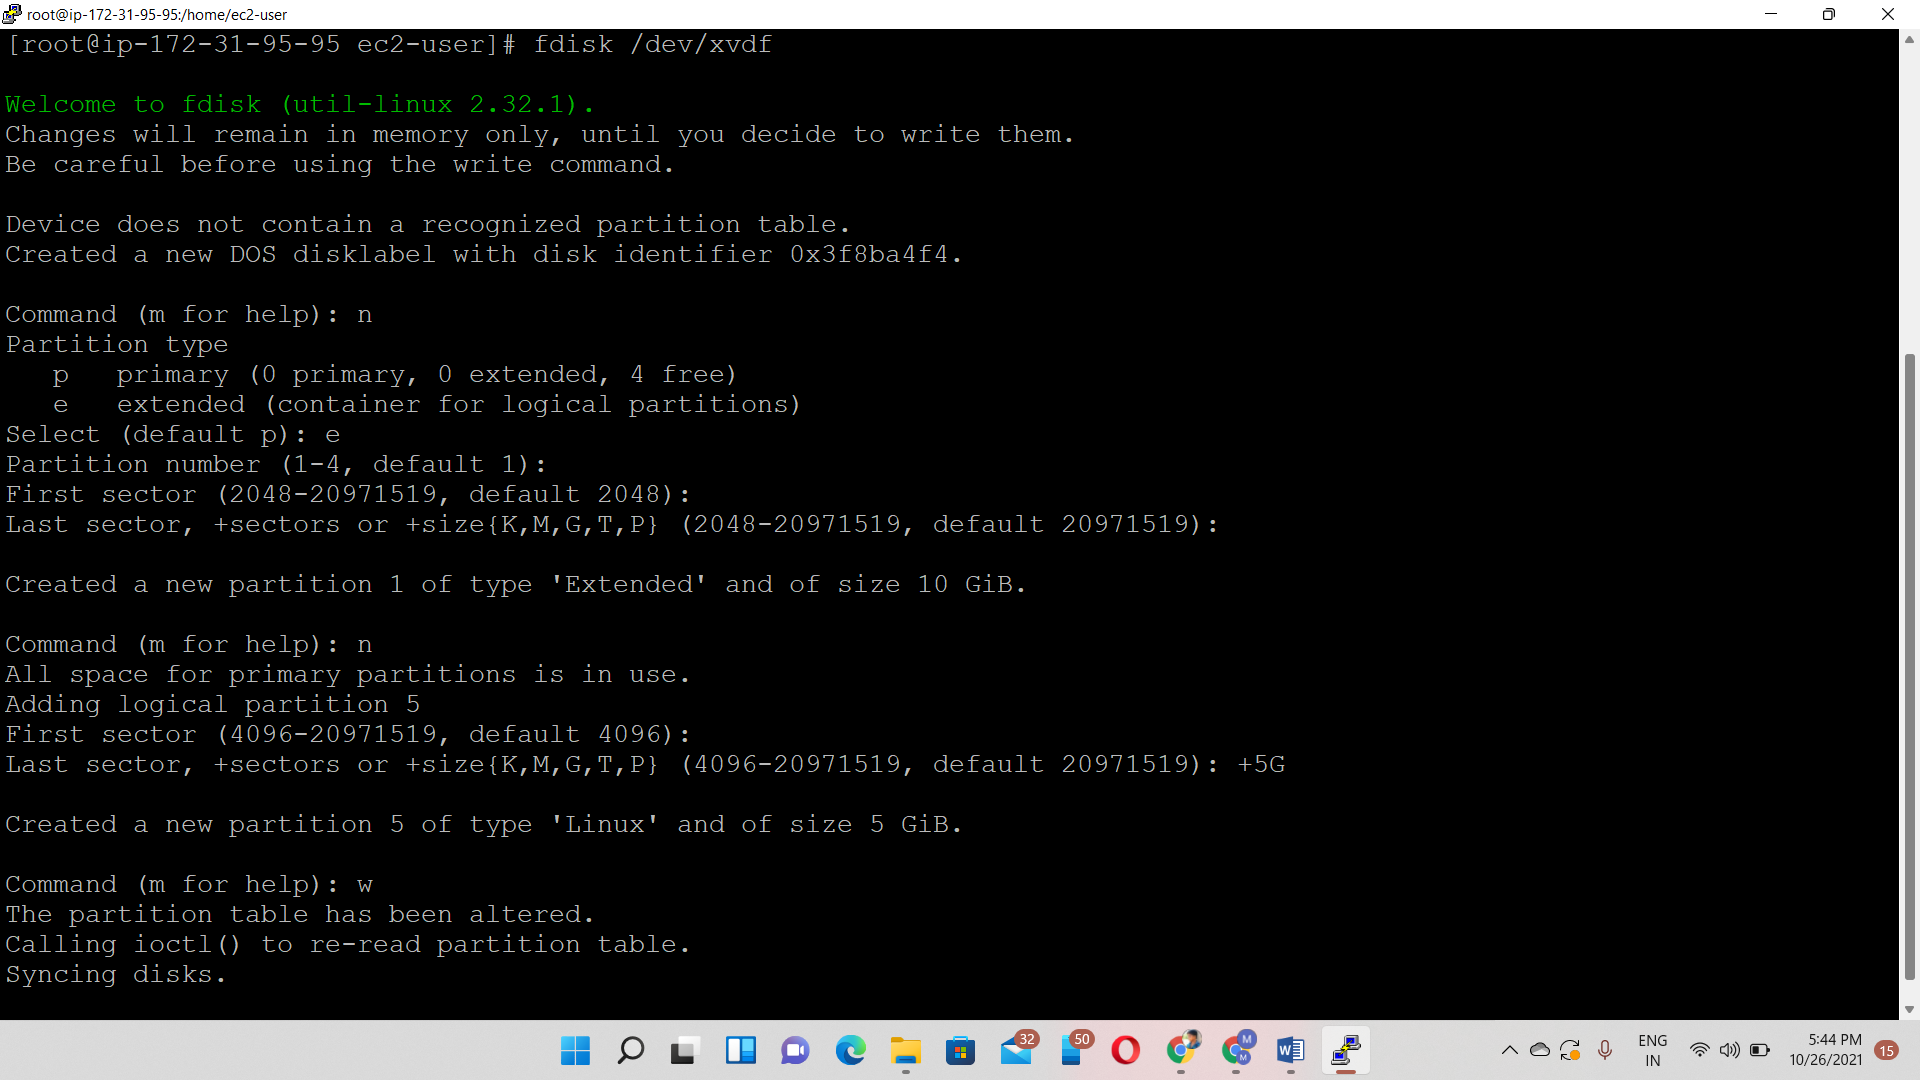 root@ip-172-31-95-95:/home/ec2-user
[root@ip-172-31-95-95 ec2-user]# fdisk /dev/xvdf
Welcome to fdisk (util-linux 2.32.1).
Changes will remain in memory only, until you decide to write them.
Be careful before using the write command.
Device does not contain a recognized partition table.
Created a new DOS disklabel with disk identifier 0x3f8ba4f4.
Command (m for help): n
Partition type
   p   primary (0 primary, 0 extended, 4 free)
   e   extended (container for logical partitions)
Select (default p): e
Partition number (1-4, default 1):
First sector (2048-20971519, default 2048):
Last sector, +sectors or +size{K,M,G,T,P} (2048-20971519, default 20971519):
Created a new partition 1 of type 'Extended' and of size 10 GiB.
Command (m for help): n
All space for primary partitions is in use.
Adding logical partition 5
First sector (4096-20971519, default 4096):
Last sector, +sectors or +size{K,M,G,T,P} (4096-20971519, default 20971519): +5G
Created a new partition 5 of type 'Linux' and of size 5 GiB.
Command (m for help): w
The partition table has been altered.
Calling ioctl() to re-read partition table.
Syncing disks.
32
50
M
M
W
ENG
IN
5:44 PM
10/26/2021
15